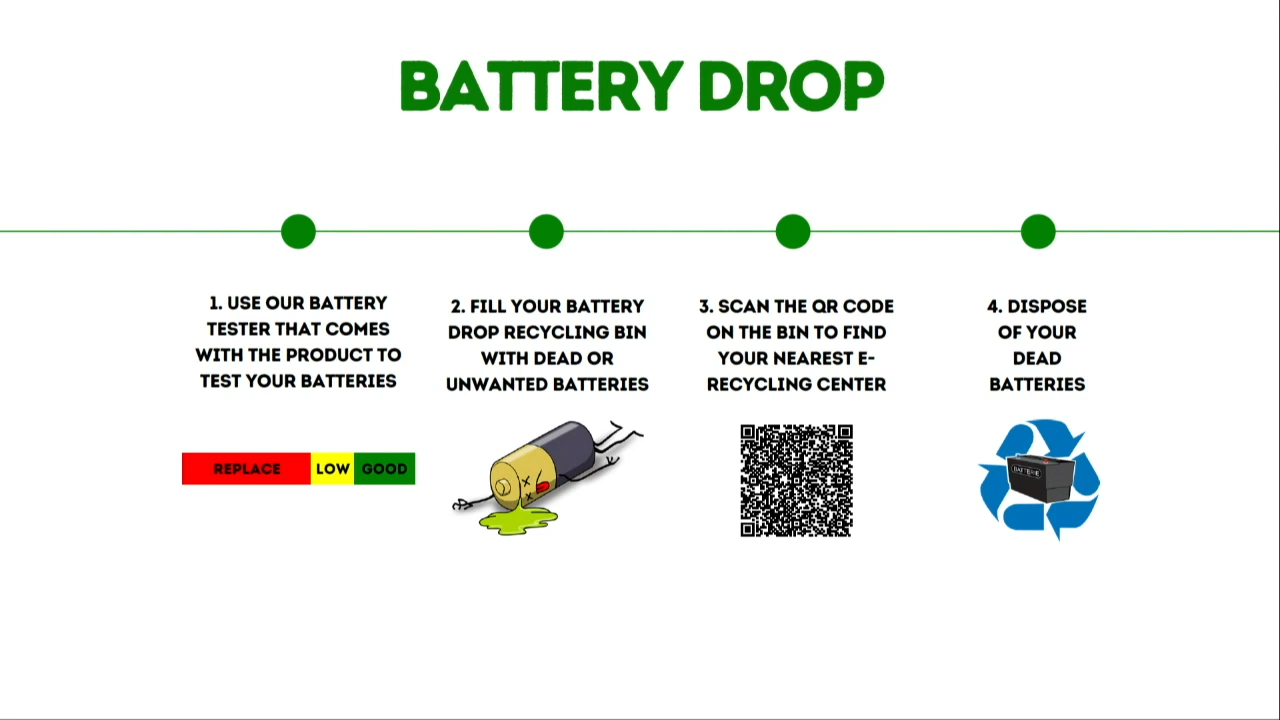 BATTERY DROP
1. USE OUR BATTERY
TESTER THAT COMES
WITH THE PRODUCT TO
TEST YOUR BATTERIES
2. FILL YOUR BATTERY
DROP RECYCLING BIN
WITH DEAD OR
UNWANTED BATTERIES
3. SCAN THE QR CODE
ON THE BIN TO FIND
YOUR NEAREST E-
RECYCLING CENTER
4. DISPOSE
OF YOUR
DEAD
BATTERIES
REPLACE LOW GOOD
BATTERIE